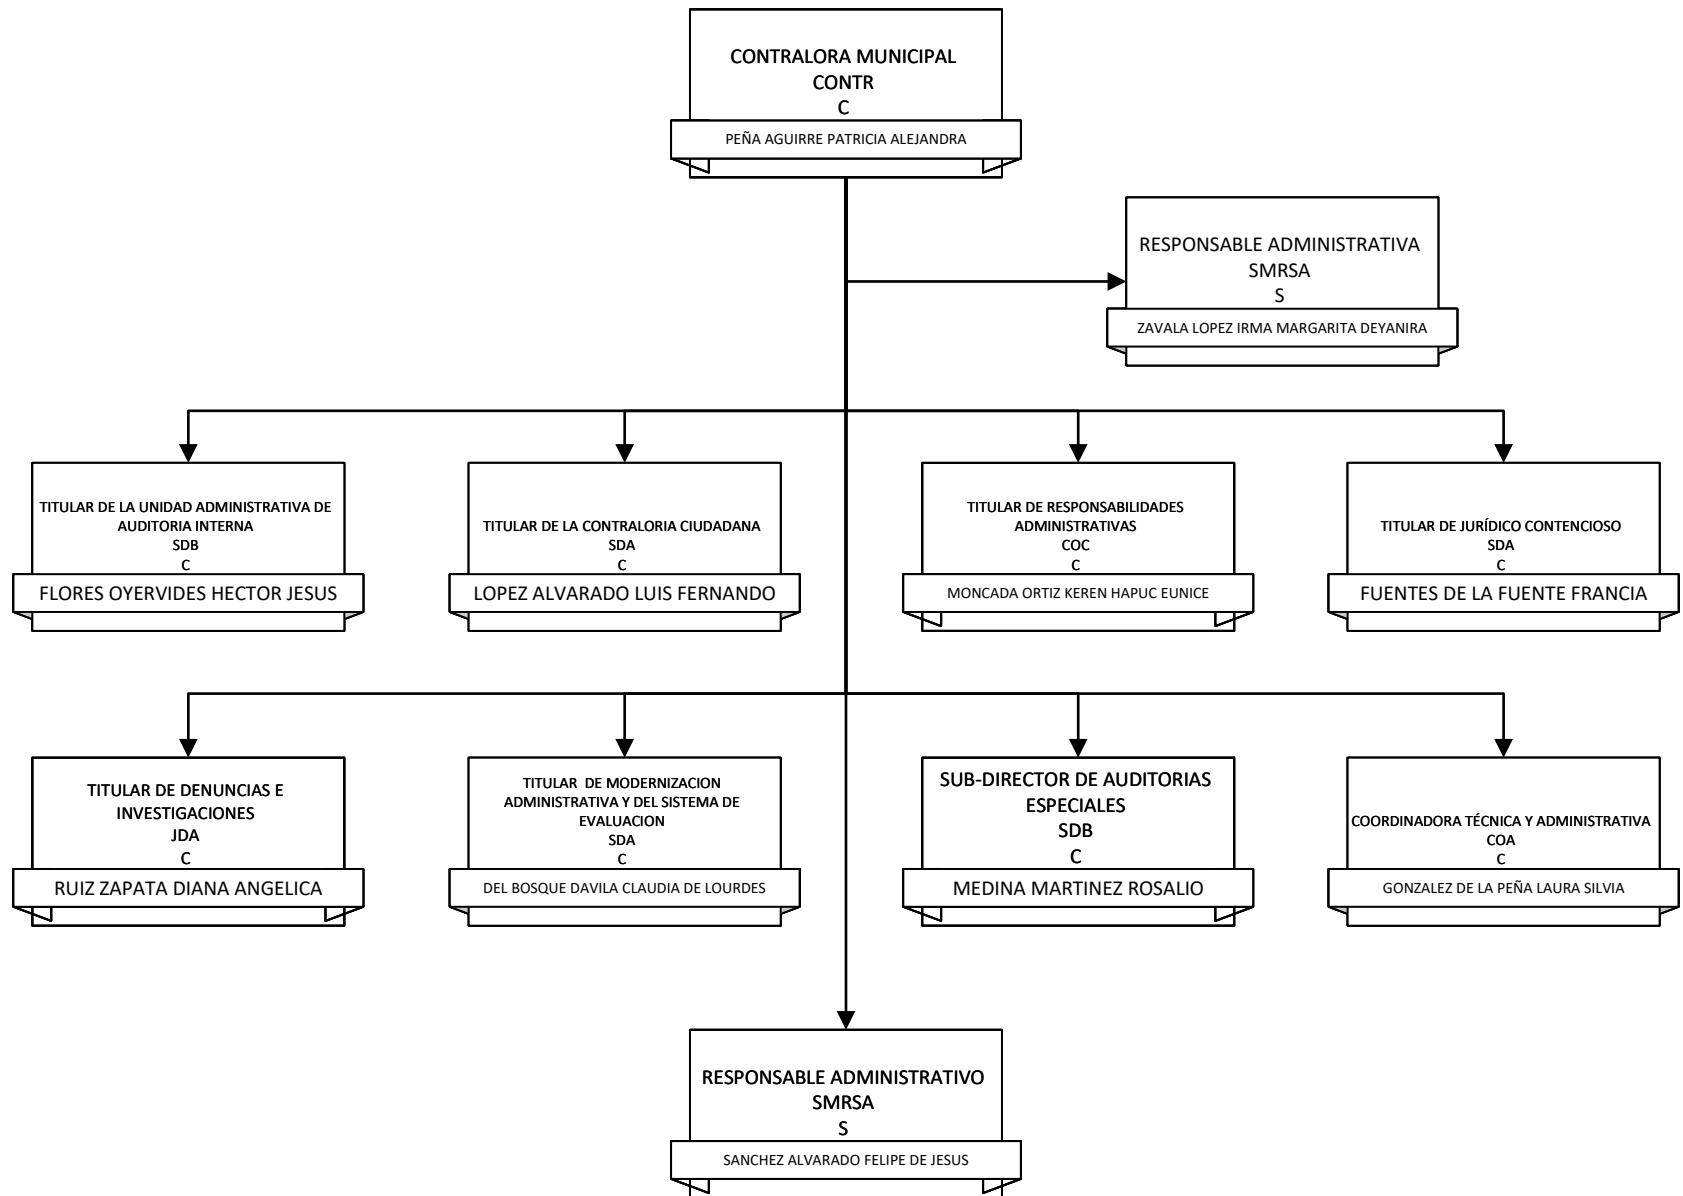 CONTRALORA MUNICIPAL
CONTR
C
PEÑA AGUIRRE PATRICIA ALEJANDRA
RESPONSABLE ADMINISTRATIVA
SMRSA
S
ZAVALA LOPEZ IRMA MARGARITA DEYANIRA
TITULAR DE LA UNIDAD ADMINISTRATIVA DE
AUDITORIA INTERNA
SDB
C
FLORES OYERVIDES HECTOR JESUS
TITULAR DE LA CONTRALORIA CIUDADANA
SDA
C
LOPEZ ALVARADO LUIS FERNANDO
TITULAR DE RESPONSABILIDADES
ADMINISTRATIVAS
COC
C
MONCADA ORTIZ KEREN HAPUC EUNICE
TITULAR DE JURÍDICO CONTENCIOSO
SDA
C
FUENTES DE LA FUENTE FRANCIA
TITULAR DE DENUNCIAS E
INVESTIGACIONES
JDA
C
RUIZ ZAPATA DIANA ANGELICA
TITULAR  DE MODERNIZACION
ADMINISTRATIVA Y DEL SISTEMA DE
EVALUACION
SDA
C
DEL BOSQUE DAVILA CLAUDIA DE LOURDES
SUB-DIRECTOR DE AUDITORIAS
ESPECIALES
SDB
C
MEDINA MARTINEZ ROSALIO
COORDINADORA TÉCNICA Y ADMINISTRATIVA
COA
C
GONZALEZ DE LA PEÑA LAURA SILVIA
RESPONSABLE ADMINISTRATIVO
SMRSA
S
SANCHEZ ALVARADO FELIPE DE JESUS